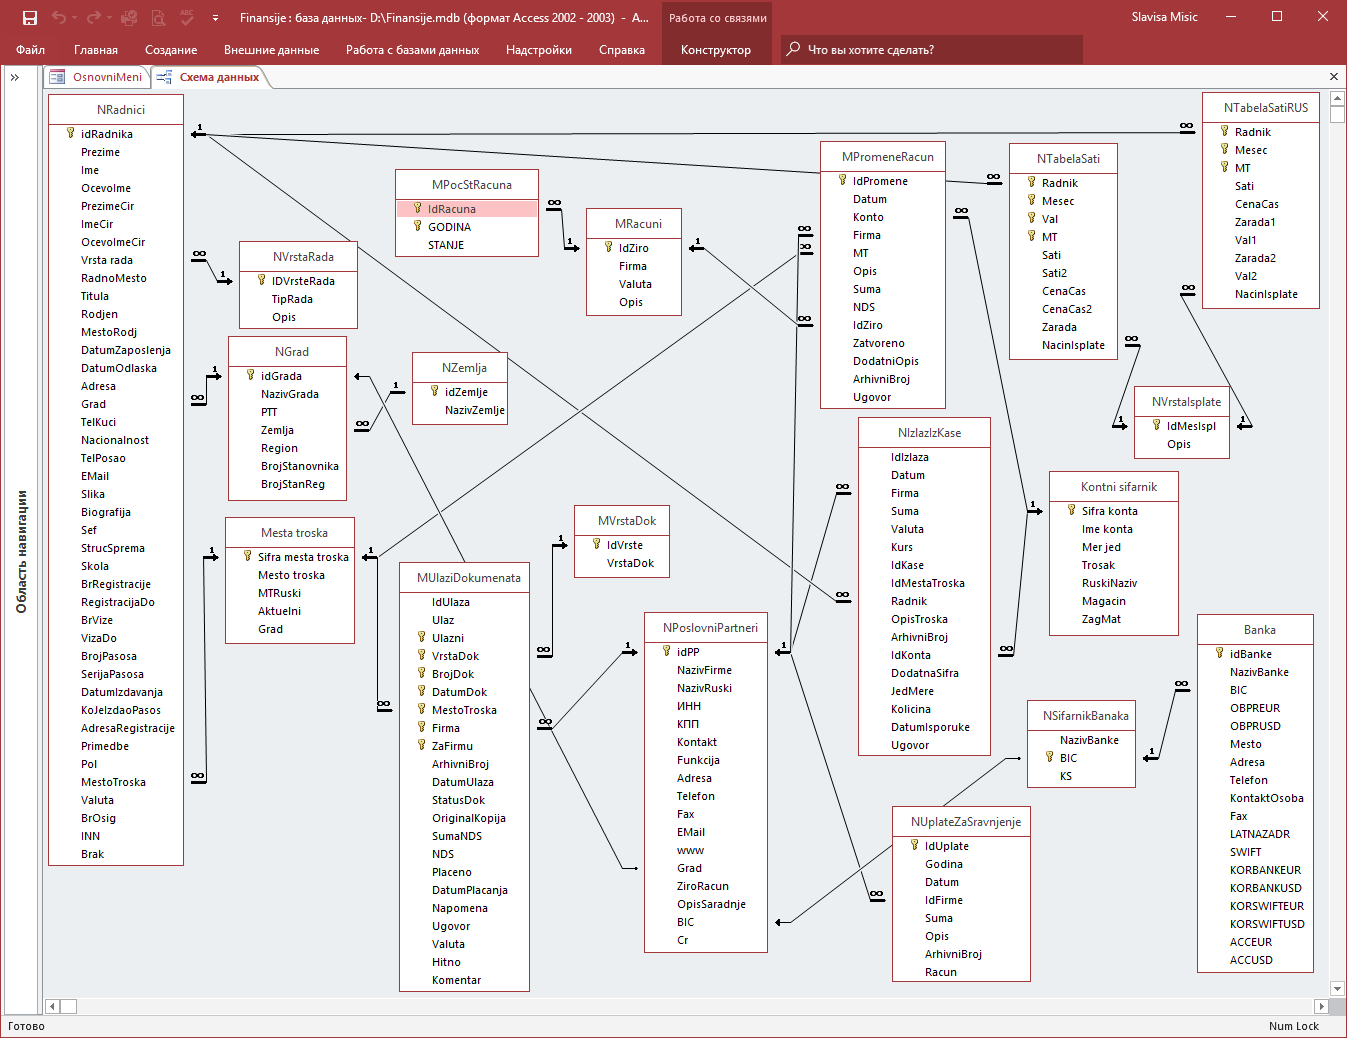 Finansije : база данных- D:\Finansije.mdb (формат Access 2002 - 2003) - A...
Работа со связями
Slavisa Misic
Файл
Главная
Создание
Внешние данные
Работа с базами данных
Надстройки
Справка
Конструктор
Что вы хотите сделать?
OsnovniMeni
Схема данных
Область навигации
NRadnici
idRadnika
Prezime
Ime
OcevoIme
PrezimeCir
ImeCir
OcevoImeCir
Vrsta rada
RadnoMesto
Titula
Rodjen
MestoRodj
DatumZaposlenja
DatumOdlaska
Adresa
Grad
TelKuci
Nacionalnost
TelPosao
EMail
Slika
Biografija
Sef
StrucSprema
Skola
BrRegistracije
RegistracijaDo
BrVize
VizaDo
BrojPasosa
SerijaPasosa
DatumIzdavanja
KoJeIzdaoPasos
AdresaRegistracije
Primedbe
Pol
MestoTroska
Valuta
BrOsig
INN
Brak
NVrstaRada
IDVrsteRada
TipRada
Opis
NGrad
idGrada
NazivGrada
PTT
Zemlja
Region
BrojStanovnika
BrojStanReg
Mesta troska
Sifra mesta troska
Mesto troska
MTRuski
Aktuelni
Grad
MPocStRacuna
IdRacuna
GODINA
STANJE
NZemlja
idZemlje
NazivZemlje
MUlaziDokumenata
IdUlaza
Ulaz
Ulazni
VrstaDok
BrojDok
DatumDok
MestoTroska
Firma
ZaFirmu
ArhivniBroj
DatumUlaza
StatusDok
OriginalKopija
SumaNDS
NDS
Placeno
DatumPlacanja
Napomena
Ugovor
Valuta
Hitno
Komentar
MRacuni
IdZiro
Firma
Valuta
Opis
MVrstaDok
IdVrste
VrstaDok
NPoslovniPartneri
idPP
NazivFirme
NazivRuski
ИНН
КПП
Kontakt
Funkcija
Adresa
Telefon
Fax
EMail
www
Grad
ZiroRacun
OpisSaradnje
BIC
Cr
MPromeneRacun
IdPromene
Datum
Konto
Firma
MT
Opis
Suma
NDS
IdZiro
Zatvoreno
DodatniOpis
ArhivniBroj
Ugovor
NIzlazIzKase
IdIzlaza
Datum
Firma
Suma
Valuta
Kurs
IdKase
IdMestaTroska
Radnik
OpisTroska
ArhivniBroj
IdKonta
DodatnaSifra
JedMere
Kolicina
DatumIsporuke
Ugovor
NUplateZaSravnjenje
IdUplate
Godina
Datum
IdFirme
Suma
Opis
ArhivniBroj
Racun
NTabelaSati
Radnik
Mesec
Val
MT
Sati
Sati2
CenaCas
CenaCas2
Zarada
NacinIsplate
NVrstaIsplate
IdMesIspl
Opis
Kontni sifarnik
Sifra konta
Ime konta
Mer jed
Trosak
RuskiNaziv
Magacin
ZagMat
NSifarnikBanaka
NazivBanke
BIC
KS
NTabelaSatiRUS
Radnik
Mesec
MT
Sati
CenaCas
Zarada1
Val1
Zarada2
Val2
NacinIsplate
Banka
idBanke
NazivBanke
BIC
OBPREUR
OBPRUSD
Mesto
Adresa
Telefon
KontaktOsoba
Fax
LATNAZADR
SWIFT
KORBANKEUR
KORBANKUSD
KORSWIFTEUR
KORSWIFTUSD
ACCEUR
ACCUSD
Готово
Num Lock